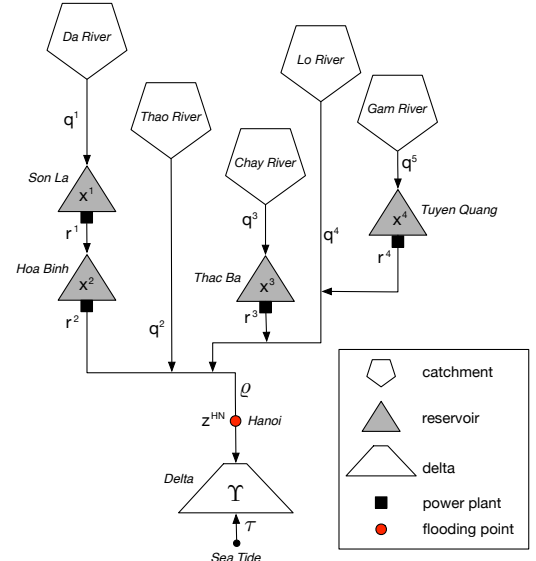 Da River
Lo River
Thao River
Gam River
Chay River
q¹
q⁵
Son La
x¹
q³
x⁴
Tuyen Quang
r¹
q⁴
r⁴
Hoa Binh
x²
Thac Ba
x³
r²
q²
r³
ϱ
zᴴᴺ
Hanoi
Delta
ϒ
τ
Sea Tide
catchment
reservoir
delta
power plant
flooding point